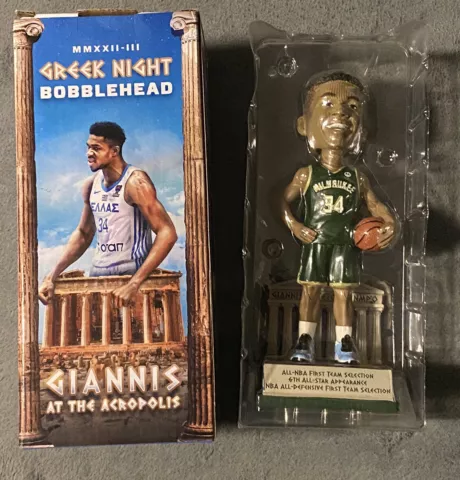 MMXXII-III
GREEK NIGHT
BOBBLEHEAD
ΕΛΛΑΣ
34
GIANNIS
AT THE ACROPOLIS
MILWAUKEE
34
ALL-NBA FIRST TEAM SELECTION
6TH ALL-STAR APPEARANCE
NBA ALL-DEFENSIVE FIRST TEAM SELECTION